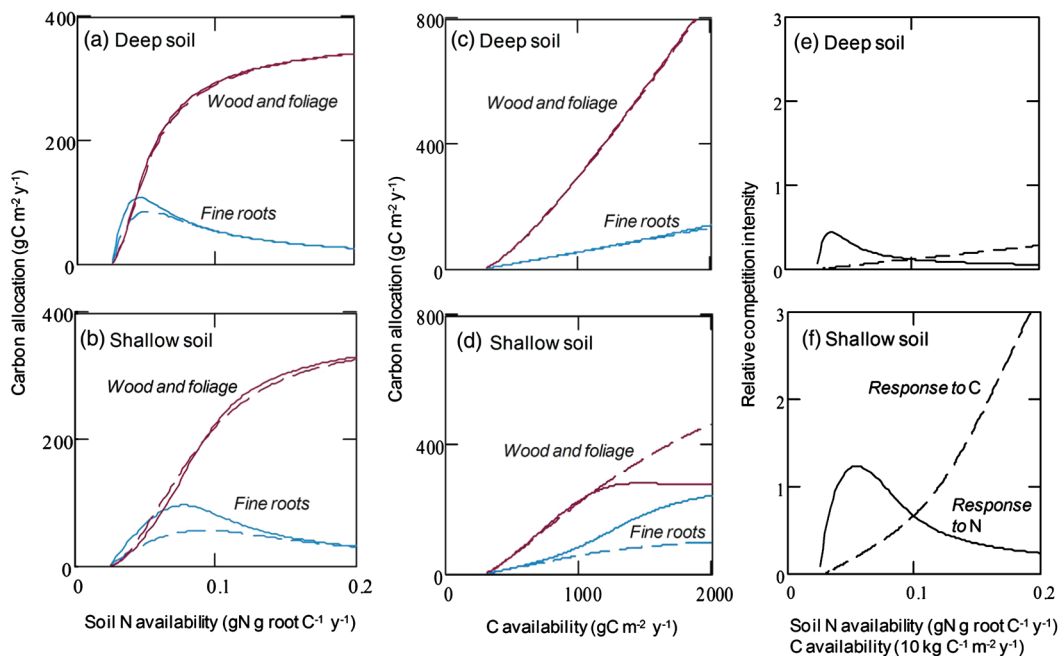 (a) Deep soil
400
200
0
Wood and foliage
Fine roots
(b) Shallow soil
400
200
0
Wood and foliage
Fine roots
0
0.1
0.2
Carbon allocation (gC m-2 y-1)
Soil N availability (gN g root C-1 y-1)
(c) Deep soil
800
400
0
Wood and foliage
Fine roots
(d) Shallow soil
800
400
0
Wood and foliage
Fine roots
0
1000
2000
Carbon allocation (gC m-2 y-1)
C availability (gC m-2 y-1)
(e) Deep soil
3
2
1
0
(f) Shallow soil
3
2
1
0
Response to C
Response
to N
0
0.1
0.2
Relative competition intensity
Soil N availability (gN g root C-1 y-1)
C availability (10 kg C-1 m-2 y-1)